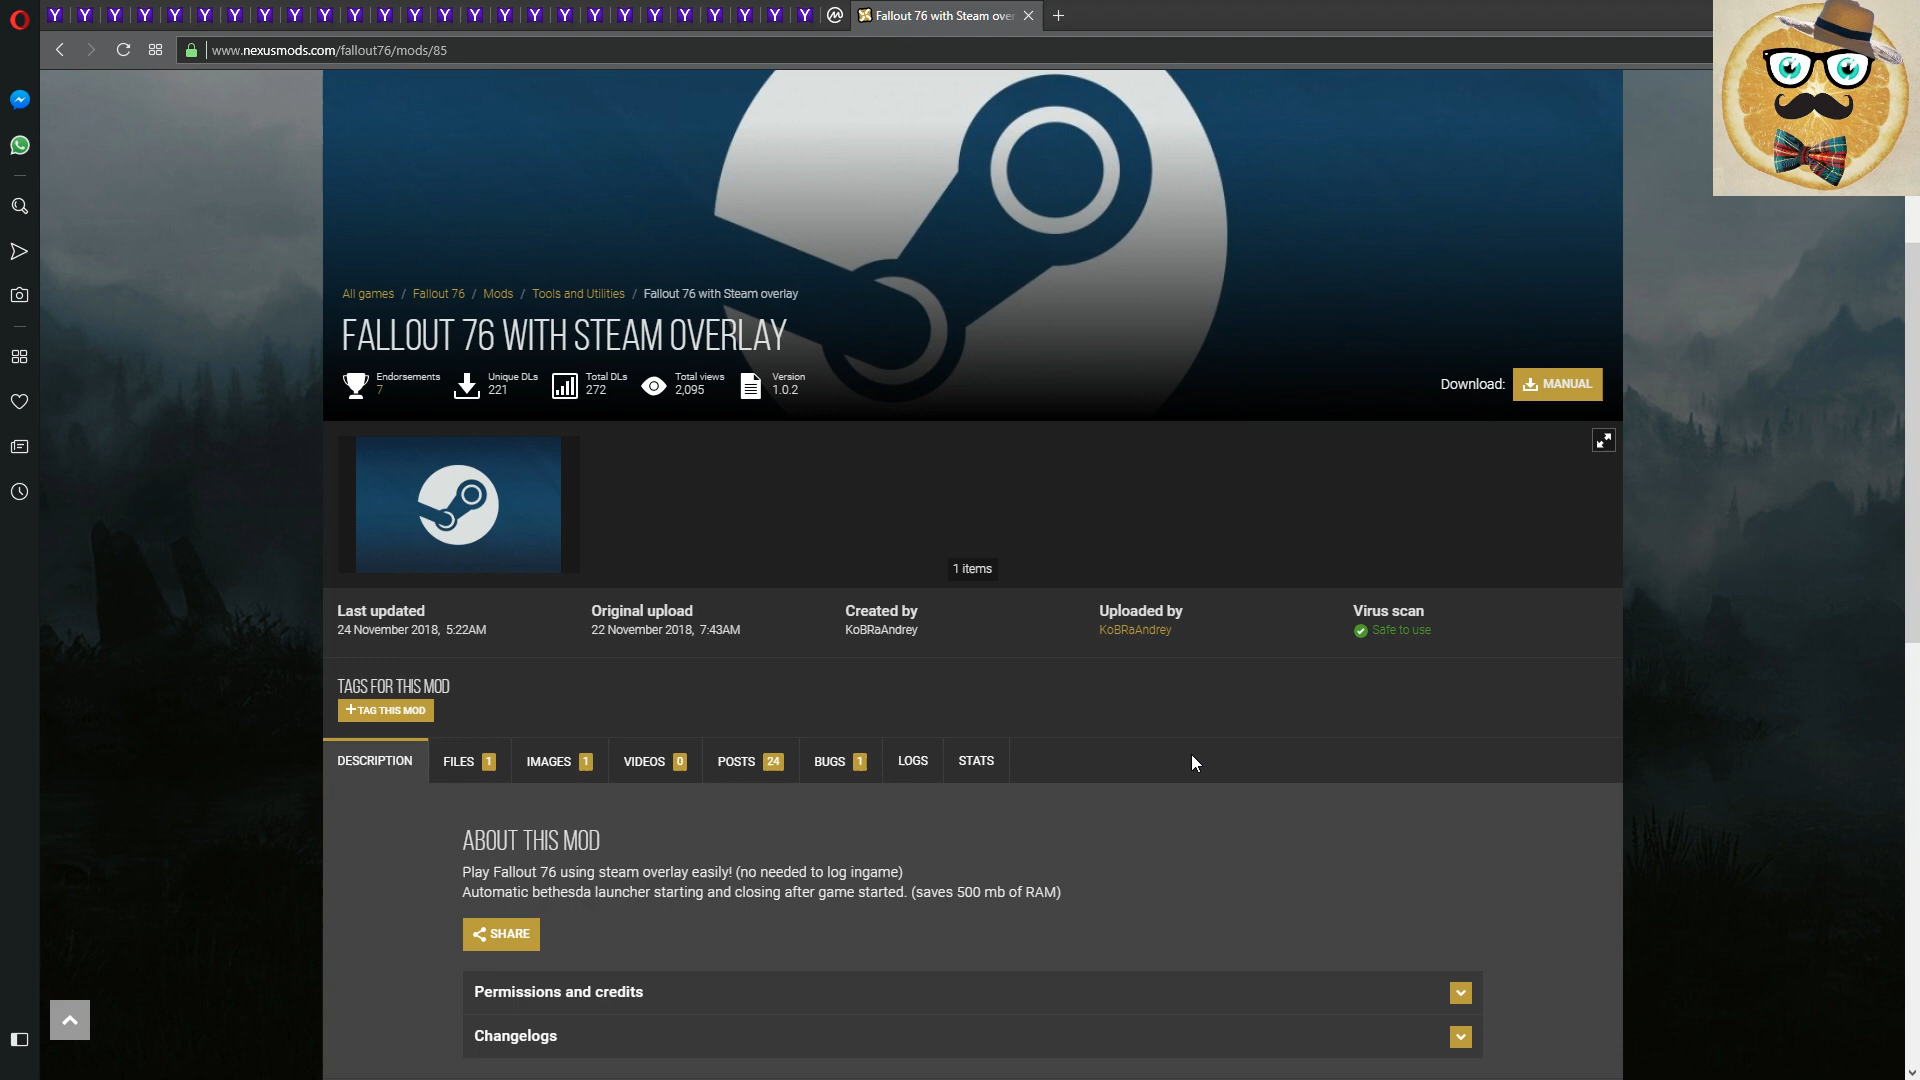 Fallout 76 with Steam over
www.nexusmods.com/fallout76/mods/85
All games / Fallout 76 / Mods / Tools and Utilities / Fallout 76 with Steam overlay
FALLOUT 76 WITH STEAM OVERLAY
Endorsements
7
Unique DLs
221
Total DLs
272
Total views
2,095
Version
1.0.2
Download:
MANUAL
1 items
Last updated
24 November 2018, 5:22AM
Original upload
22 November 2018, 7:43AM
Created by
KoBRaAndrey
Uploaded by
KoBRaAndrey
Virus scan
Safe to use
TAGS FOR THIS MOD
+ TAG THIS MOD
DESCRIPTION
FILES 1
IMAGES 1
VIDEOS 0
POSTS 24
BUGS 1
LOGS
STATS
ABOUT THIS MOD
Play Fallout 76 using steam overlay easily! (no needed to log ingame)
Automatic bethesda launcher starting and closing after game started. (saves 500 mb of RAM)
SHARE
Permissions and credits
Changelogs